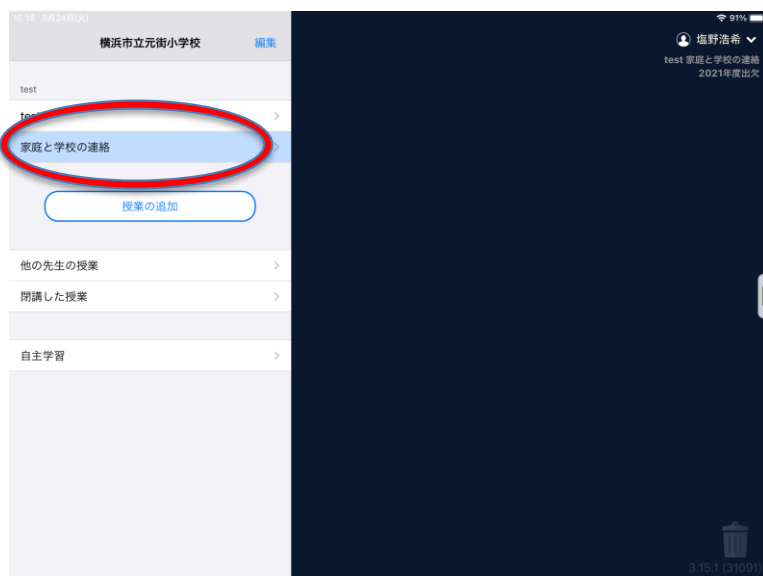 15:18 8月24日(火)
91%
横浜市立元街小学校 編集
塩野浩希
test 家庭と学校の連絡
2021年度出欠
test
test
家庭と学校の連絡
授業の追加
他の先生の授業
閉講した授業
自主学習
3.15.1 (31091)